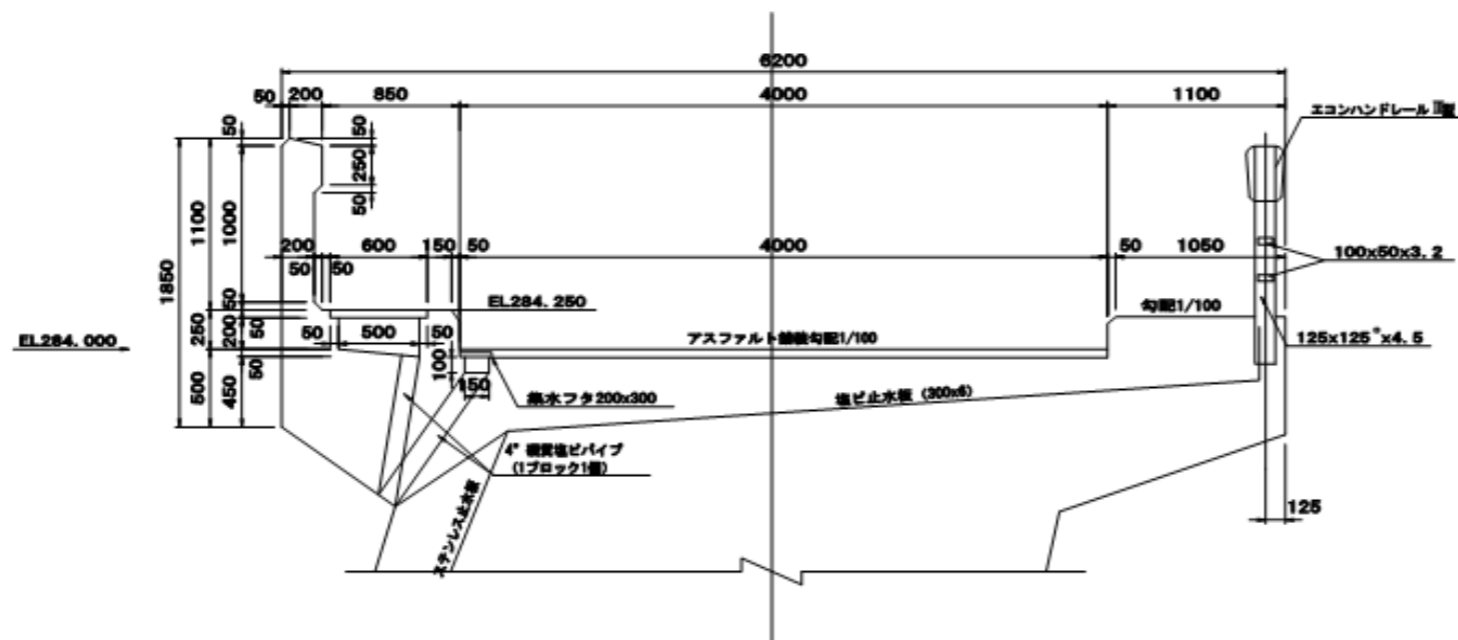 6200
50 200 850 4000 1100
エコンハンドレールⅡ型
50 50
250
50
1100 1000
1850
200 600 150 50 4000 50 1050
50 50
100x50x3.2
50
EL284.250
勾配1/100
250 200 50
50 500 50
アスファルト舗装勾配1/100
125x125°x4.5
EL284.000
50
100
150
500 450
集水フタ200x300
塩ビ止水板 (300x6)
4" 硬質塩ビパイプ
(1ブロック1個)
ステンレス止水板
125